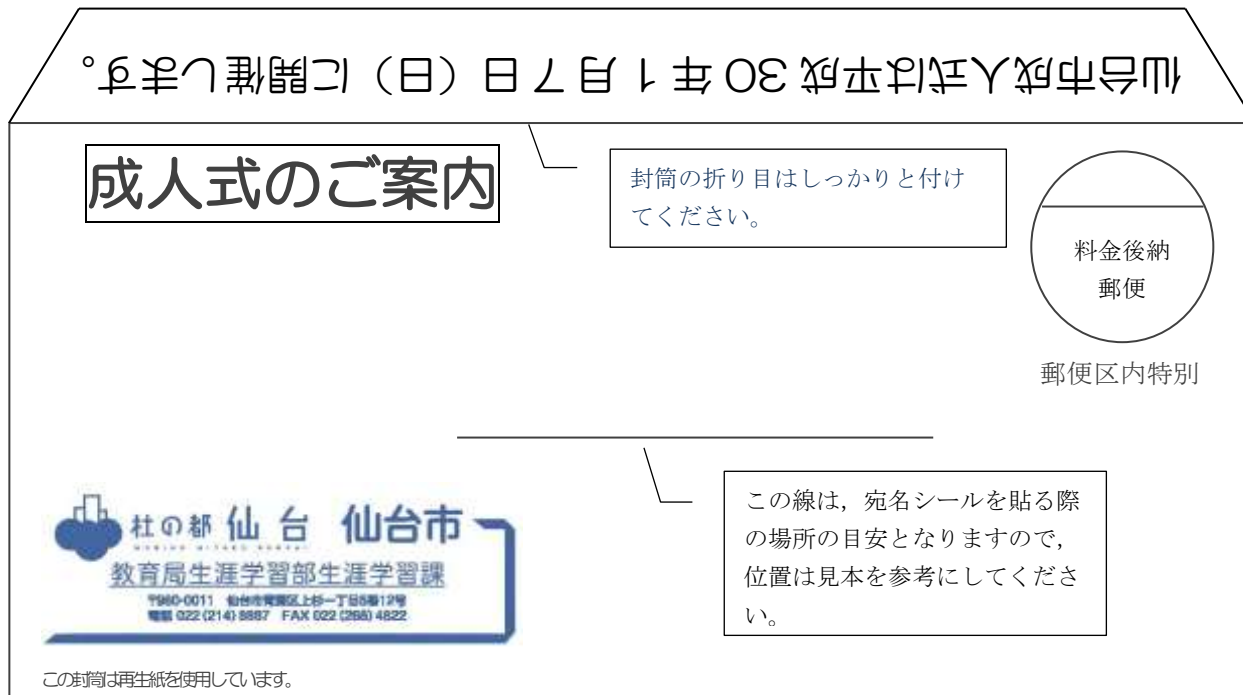 仙台市成人式は平成30年1月7日（日）に開催します。
成人式のご案内
封筒の折り目はしっかりと付け
てください。
料金後納
郵便
郵便区内特別
この線は，宛名シールを貼る際
の場所の目安となりますので，
位置は見本を参考にしてくださ
い。
杜の都 仙台 仙台市
教育局生涯学習部生涯学習課
〒980-0011 仙台市青葉区上杉一丁目5番12号
電話 022 (214) 8887 FAX 022 (268) 4822
この封筒は再生紙を使用しています。